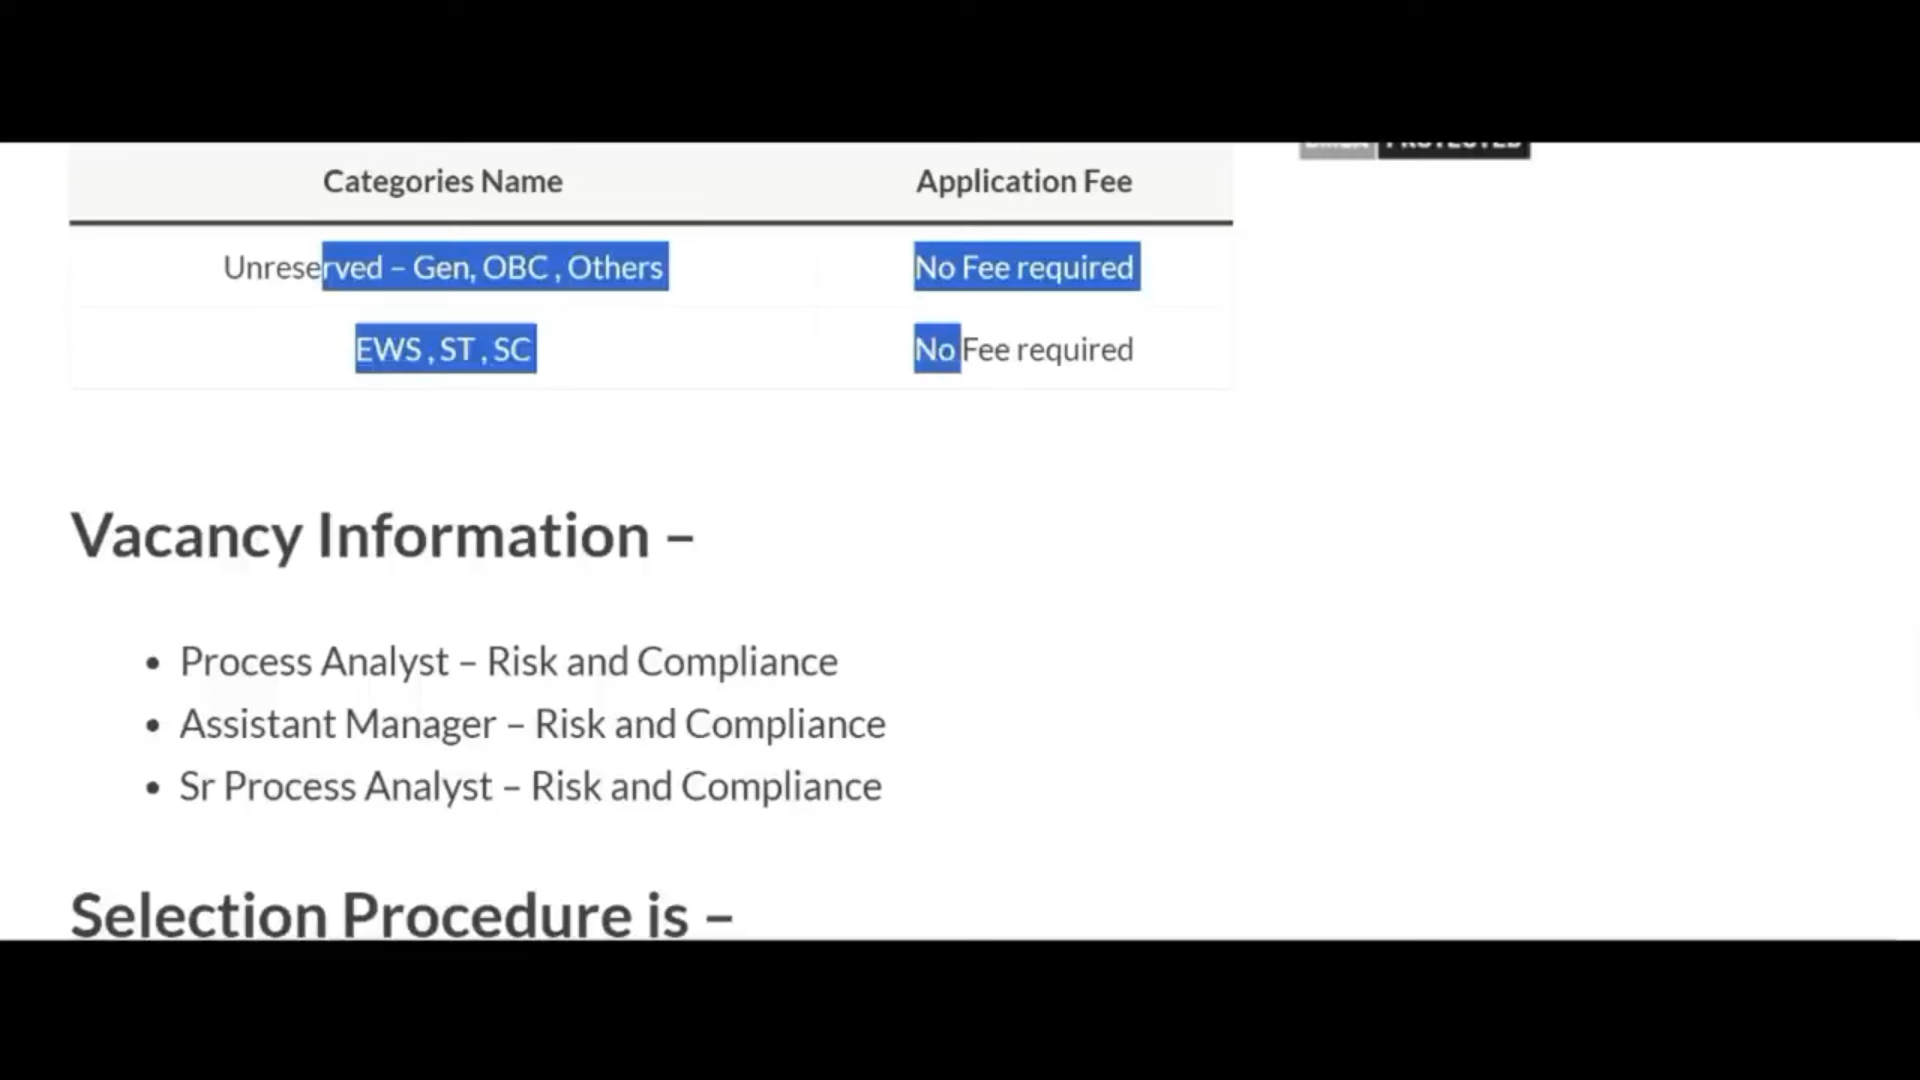 PROTECTED
Categories Name Application Fee
Unreserved – Gen, OBC , Others No Fee required
EWS , ST , SC No Fee required
Vacancy Information –
• Process Analyst – Risk and Compliance
• Assistant Manager – Risk and Compliance
• Sr Process Analyst – Risk and Compliance
Selection Procedure is –